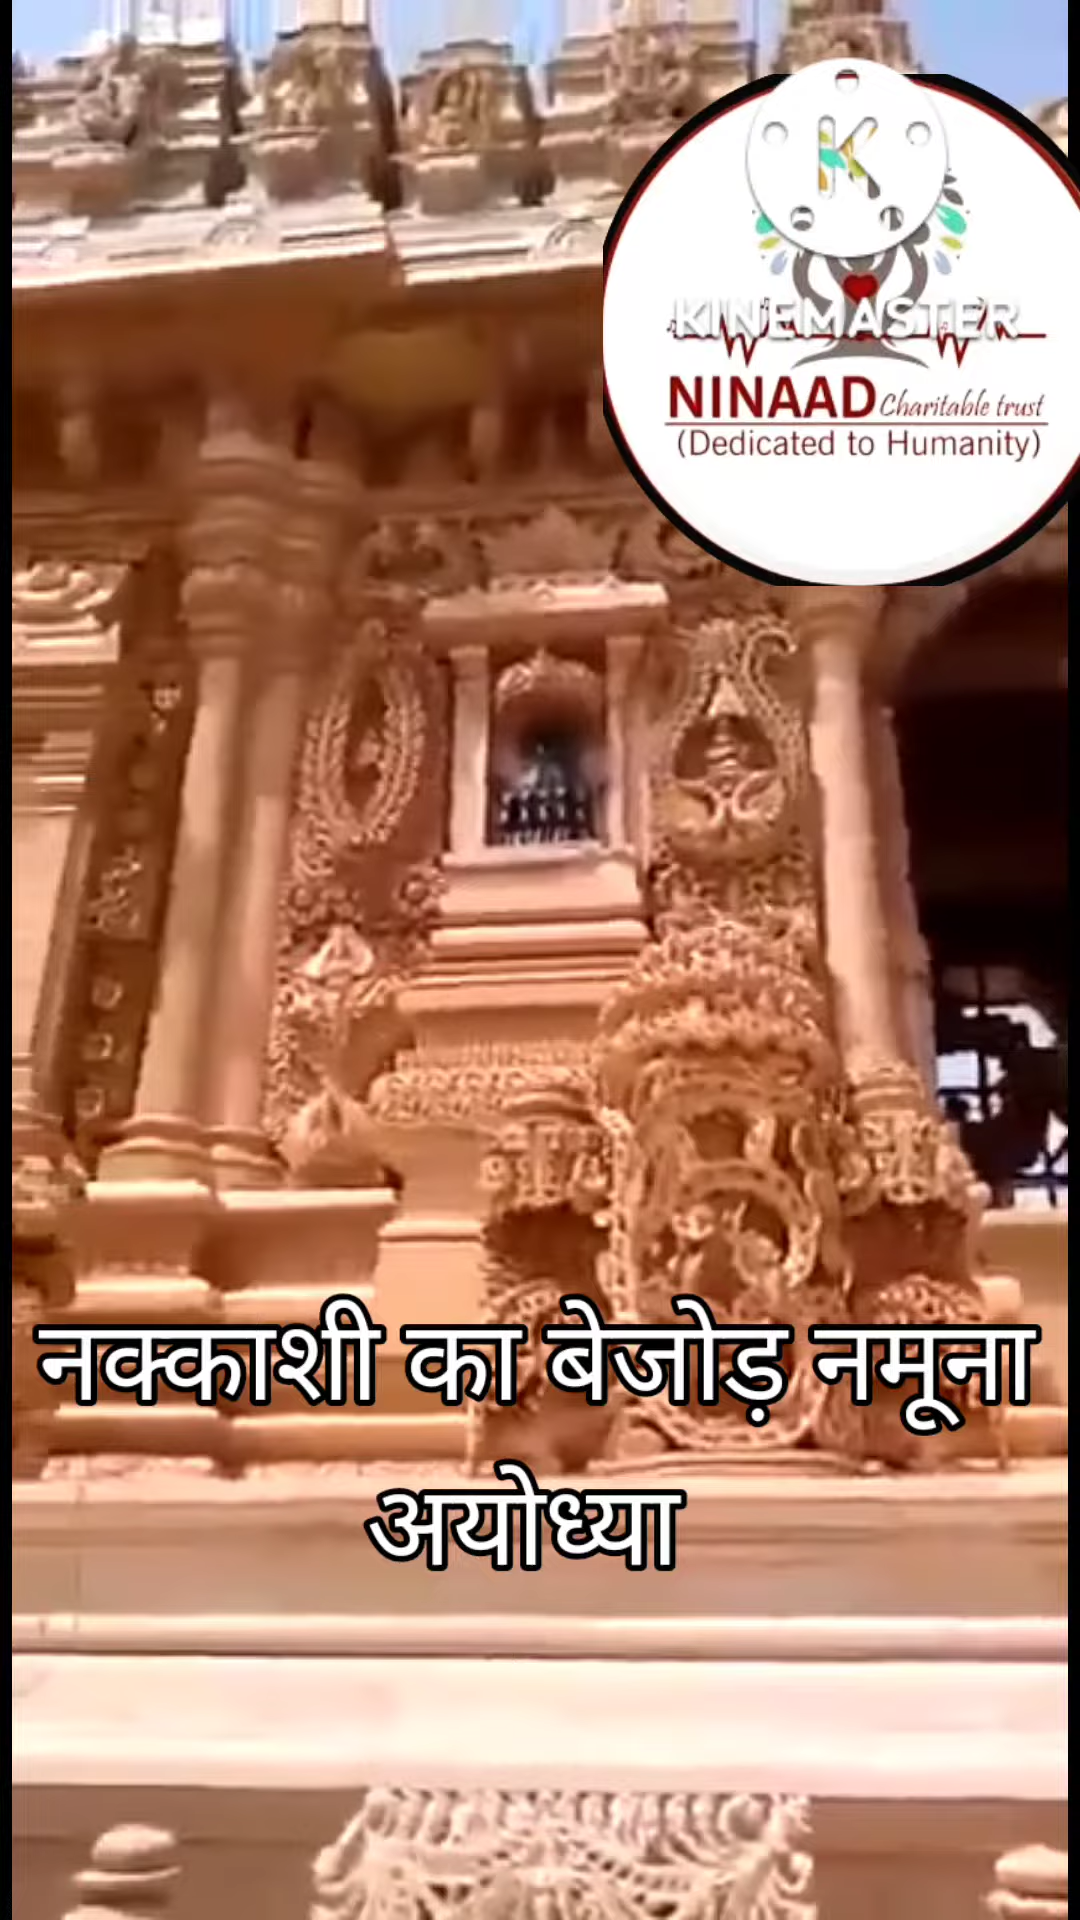 K
KINEMASTER
NINAAD Charitable trust
(Dedicated to Humanity)
नक्काशी का बेजोड़ नमूना
अयोध्या